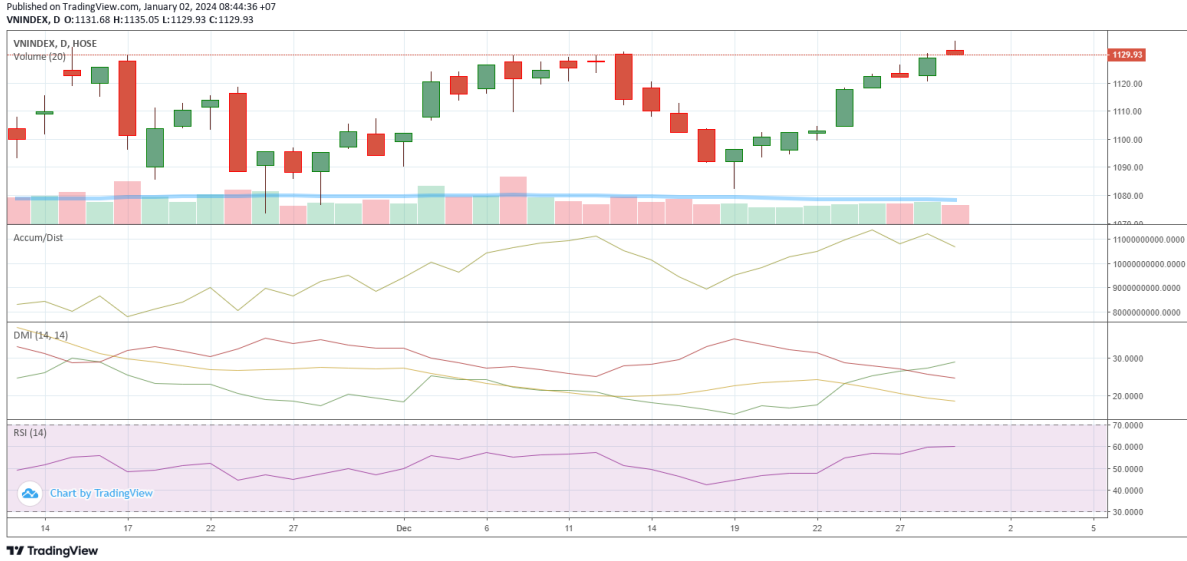 Published on TradingView.com, January 02, 2024 08:44:36 +07
VNINDEX, D O:1131.68 H:1135.05 L:1129.93 C:1129.93
VNINDEX, D, HOSE
Volume (20)
1129.93
1120.00
1110.00
1100.00
1090.00
1080.00
1070.00
Accum/Dist
11000000000.0000
10000000000.0000
9000000000.0000
8000000000.0000
DMI (14, 14)
30.0000
20.0000
RSI (14)
70.0000
60.0000
50.0000
40.0000
30.0000
Chart by TradingView
14 17 22 27 Dec 6 11 14 19 22 27 2 5
TradingView